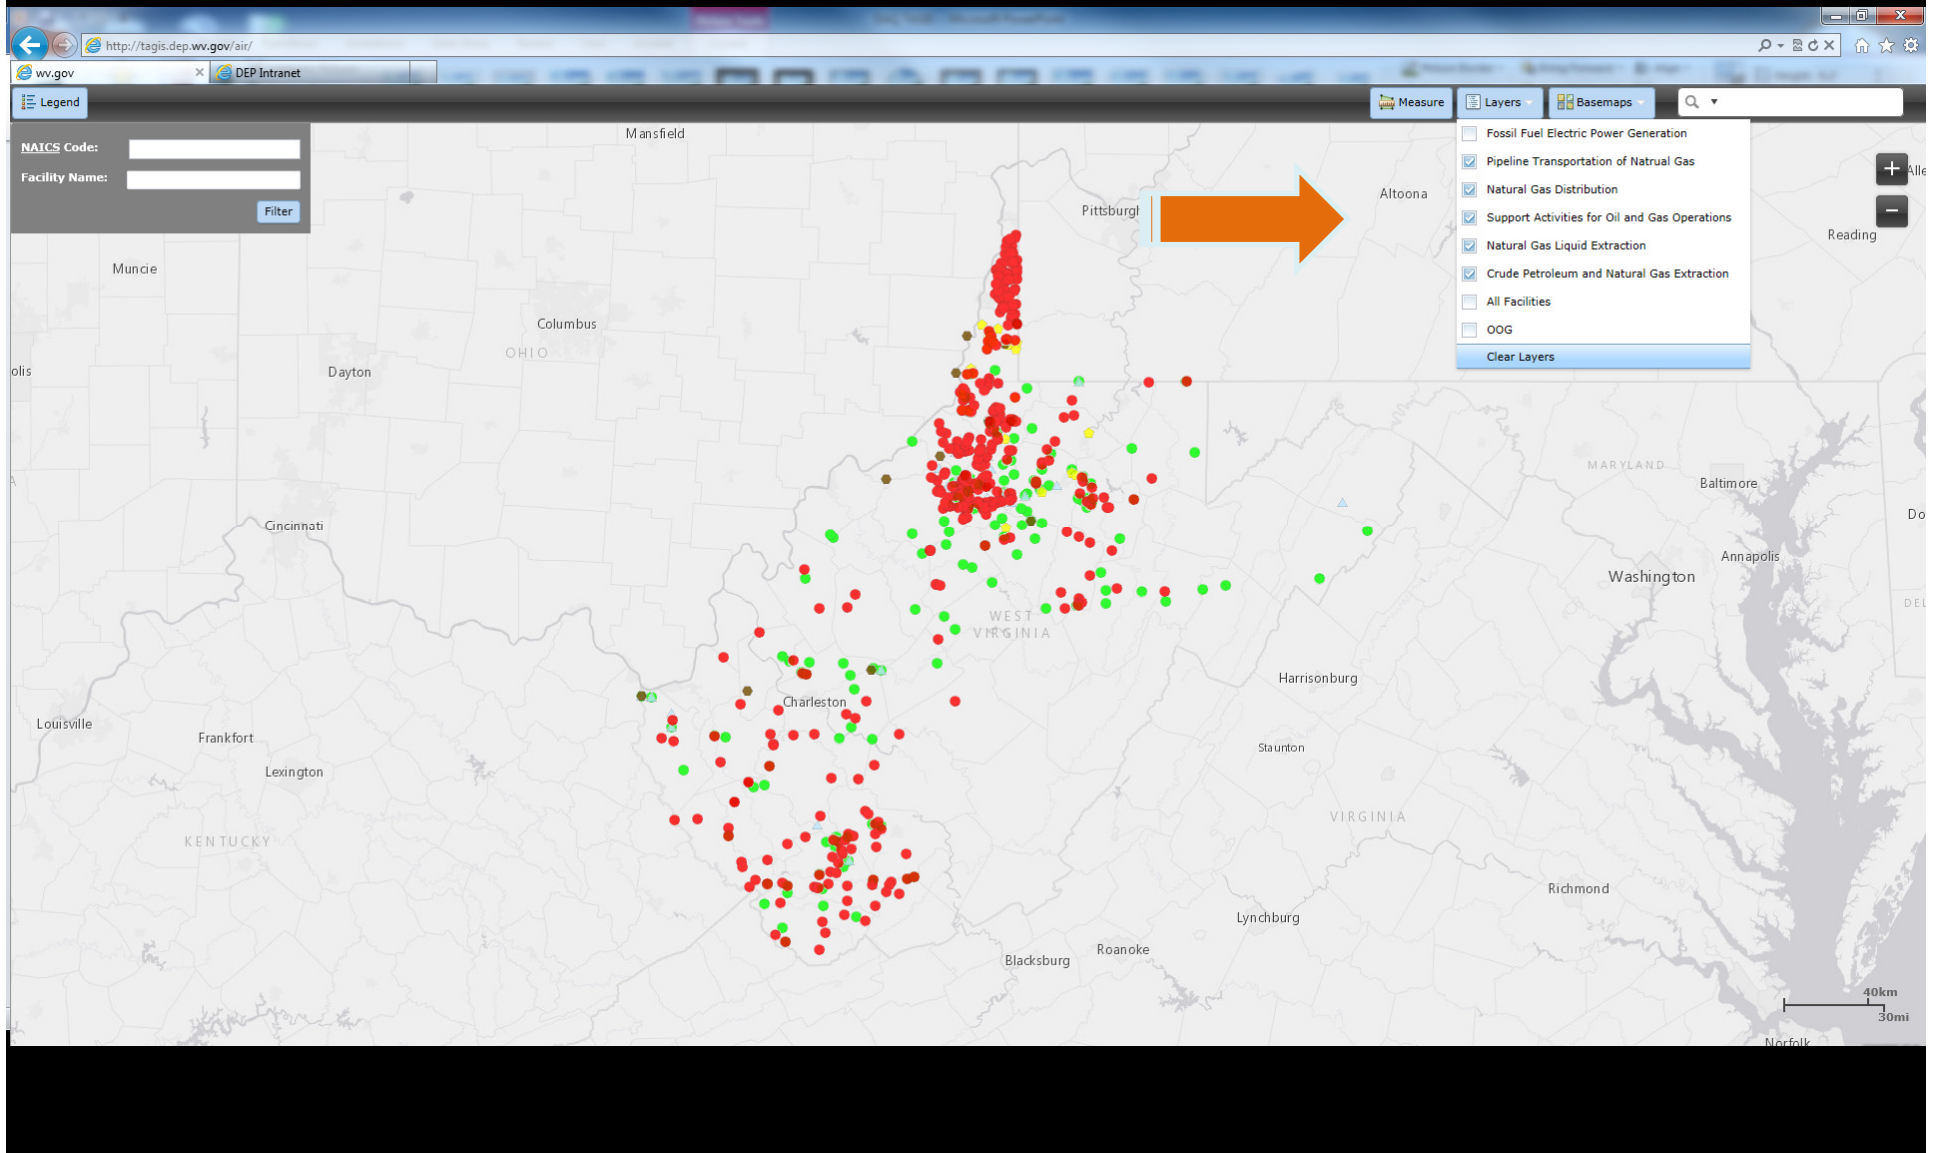 http://tagis.dep.wv.gov/air/
wv.gov
DEP Intranet
Legend
Measure
Layers
Basemaps
NAICS Code:
Facility Name:
Filter
Fossil Fuel Electric Power Generation
Pipeline Transportation of Natrual Gas
Natural Gas Distribution
Support Activities for Oil and Gas Operations
Natural Gas Liquid Extraction
Crude Petroleum and Natural Gas Extraction
All Facilities
OOG
Clear Layers
+
−
Mansfield
Alle
Altoona
Pittsburgh
Reading
Muncie
Columbus
OHIO
olis
Dayton
MARYLAND
Baltimore
Cincinnati
Do
Annapolis
Washington
DEL
WEST
VIRGINIA
Harrisonburg
Charleston
Louisville
Frankfort
Staunton
Lexington
VIRGINIA
KENTUCKY
Richmond
Lynchburg
Roanoke
Blacksburg
40km
30mi
Norfolk